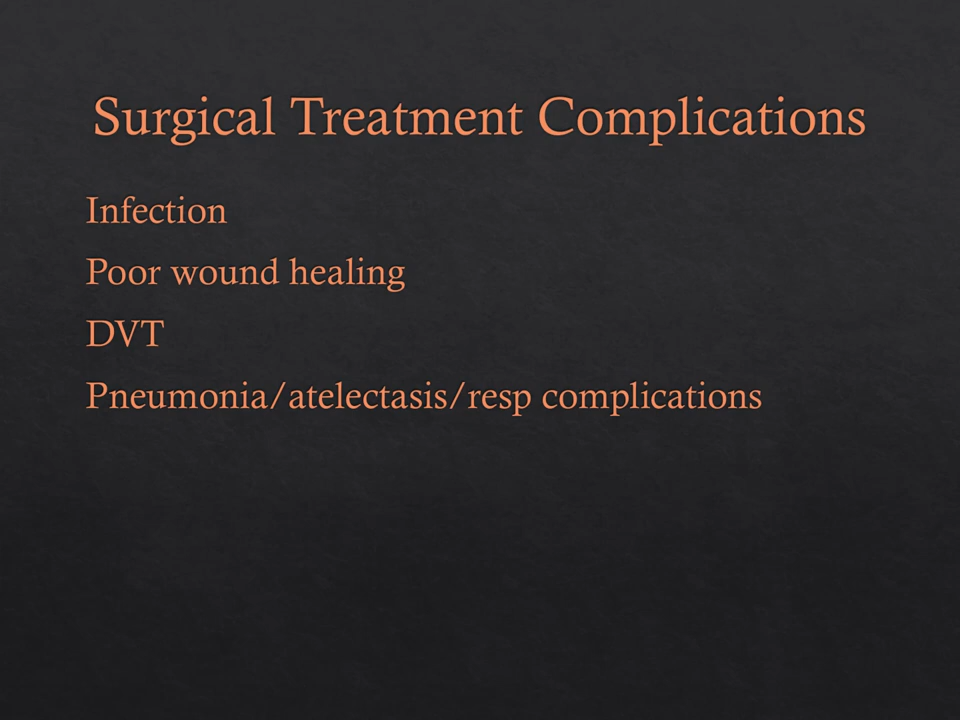 Surgical Treatment Complications
Infection
Poor wound healing
DVT
Pneumonia/atelectasis/resp complications